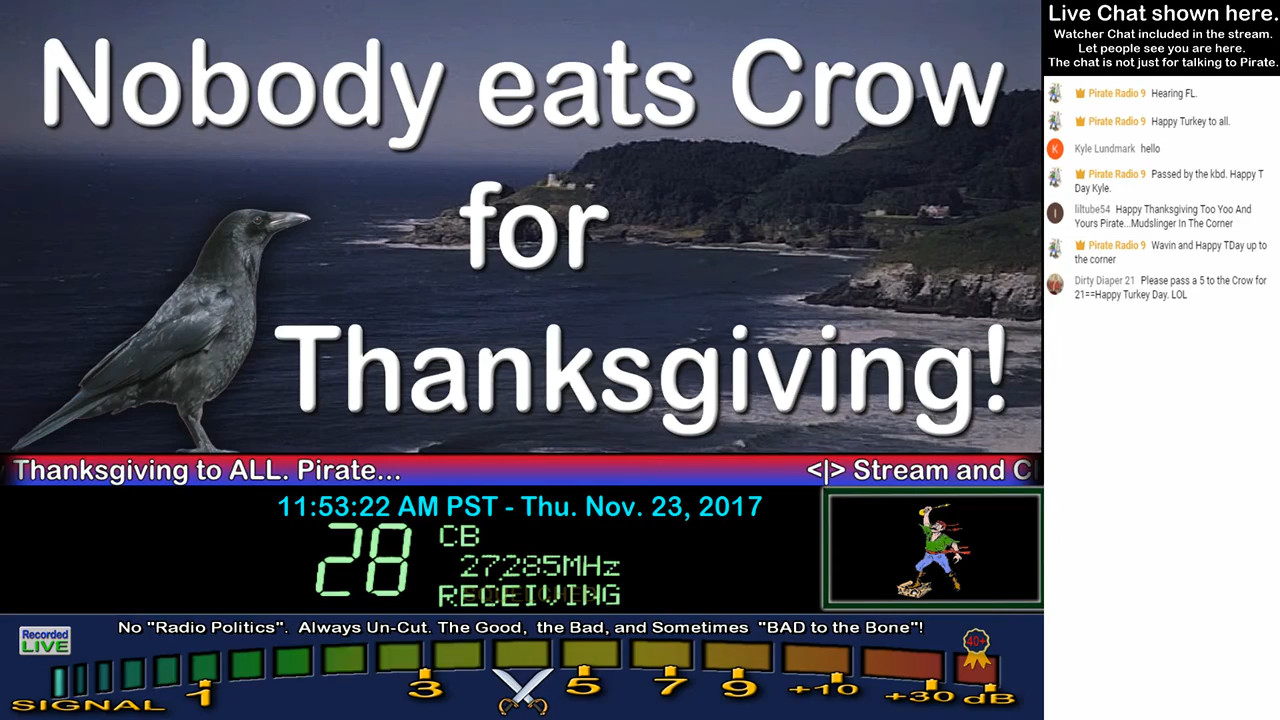 Nobody eats Crow
for
Thanksgiving!
Thanksgiving to ALL. Pirate...
<|> Stream and C
11:53:22 AM PST - Thu. Nov. 23, 2017
28
CB
27.285MHz
RECEIVING
No "Radio Politics". Always Un-Cut. The Good, the Bad, and Sometimes "BAD to the Bone"!
Recorded
LIVE
40+
SIGNAL 1 3 5 7 9 +10 +30 dB
Live Chat shown here.
Watcher Chat included in the stream.
Let people see you are here.
The chat is not just for talking to Pirate.
Pirate Radio 9 Hearing FL.
Pirate Radio 9 Happy Turkey to all.
K Kyle Lundmark hello
Pirate Radio 9 Passed by the kbd. Happy T
Day Kyle.
l liltube54 Happy Thanksgiving Too Yoo And
Yours Pirate...Mudslinger In The Corner
Pirate Radio 9 Wavin and Happy TDay up to
the corner
Dirty Diaper 21 Please pass a 5 to the Crow for
21==Happy Turkey Day. LOL